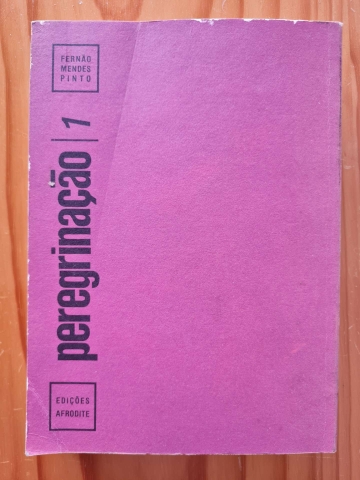 FERNÃO
MENDES
PINTO
peregrinação | 1
EDIÇÕES
AFRODITE